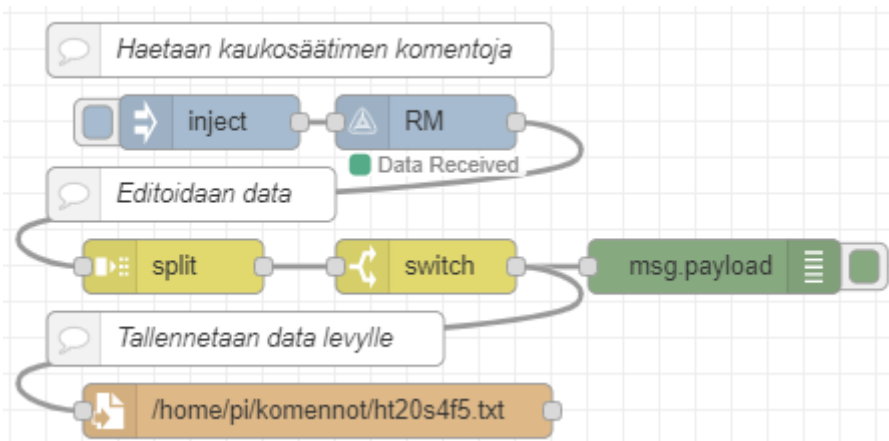 Haetaan kaukosäätimen komentoja
inject
RM
Data Received
Editoidaan data
split
switch
msg.payload
Tallennetaan data levylle
/home/pi/komennot/ht20s4f5.txt